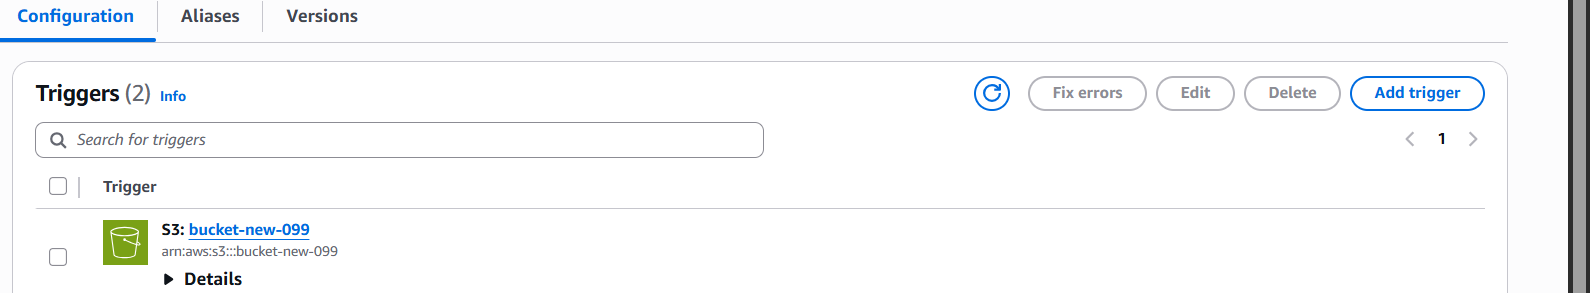 Configuration Aliases Versions
Triggers (2) Info Fix errors Edit Delete Add trigger
Search for triggers 1
Trigger
S3: bucket-new-099
arn:aws:s3:::bucket-new-099
Details